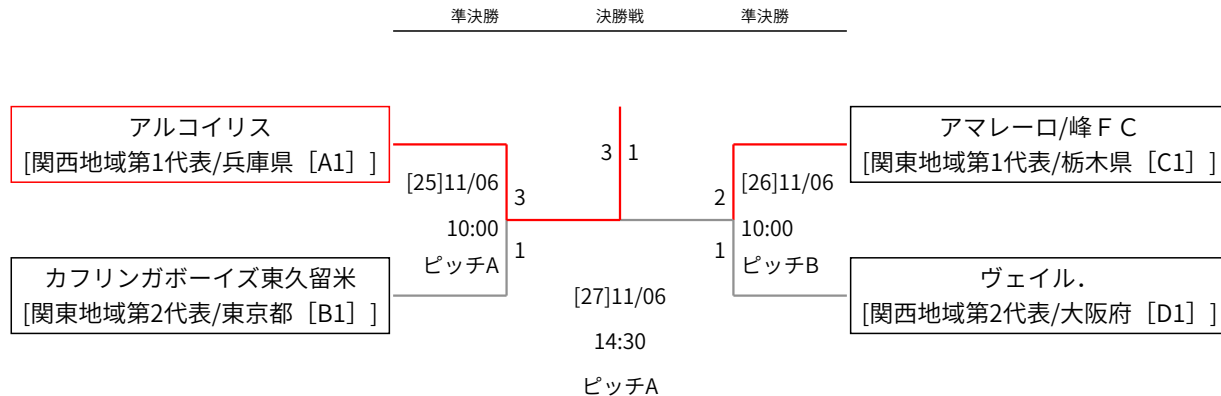 準決勝
決勝戦
準決勝
アルコイリス
[関西地域第1代表/兵庫県［A1］]
カフリンガボーイズ東久留米
[関東地域第2代表/東京都［B1］]
[25]11/06
10:00
ピッチA
3
1
3
1
[27]11/06
14:30
ピッチA
2
1
[26]11/06
10:00
ピッチB
アマレーロ/峰ＦＣ
[関東地域第1代表/栃木県［C1］]
ヴェイル．
[関西地域第2代表/大阪府［D1］]